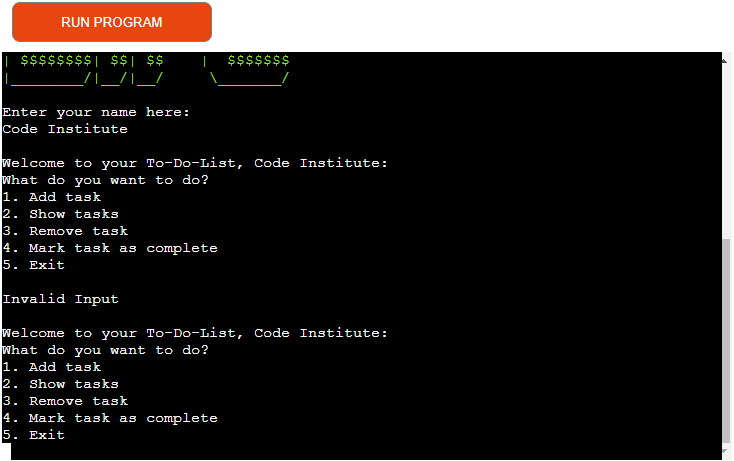 RUN PROGRAM
| $$$$$$$$| $$| $$    |  $$$$$$$
|________/|__/|__/     \_______/
Enter your name here:
Code Institute
Welcome to your To-Do-List, Code Institute:
What do you want to do?
1. Add task
2. Show tasks
3. Remove task
4. Mark task as complete
5. Exit
Invalid Input
Welcome to your To-Do-List, Code Institute:
What do you want to do?
1. Add task
2. Show tasks
3. Remove task
4. Mark task as complete
5. Exit